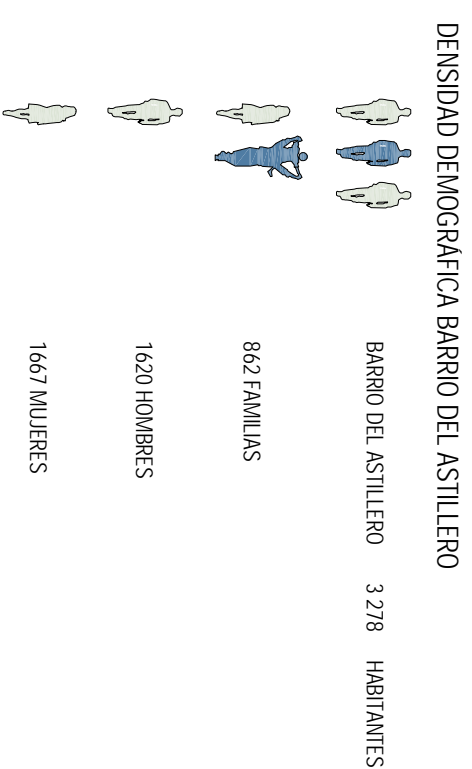 DENSIDAD DEMOGRÁFICA BARRIO DEL ASTILLERO
BARRIO DEL ASTILLERO 3 278 HABITANTES
862 FAMILIAS
1620 HOMBRES
1667 MUJERES